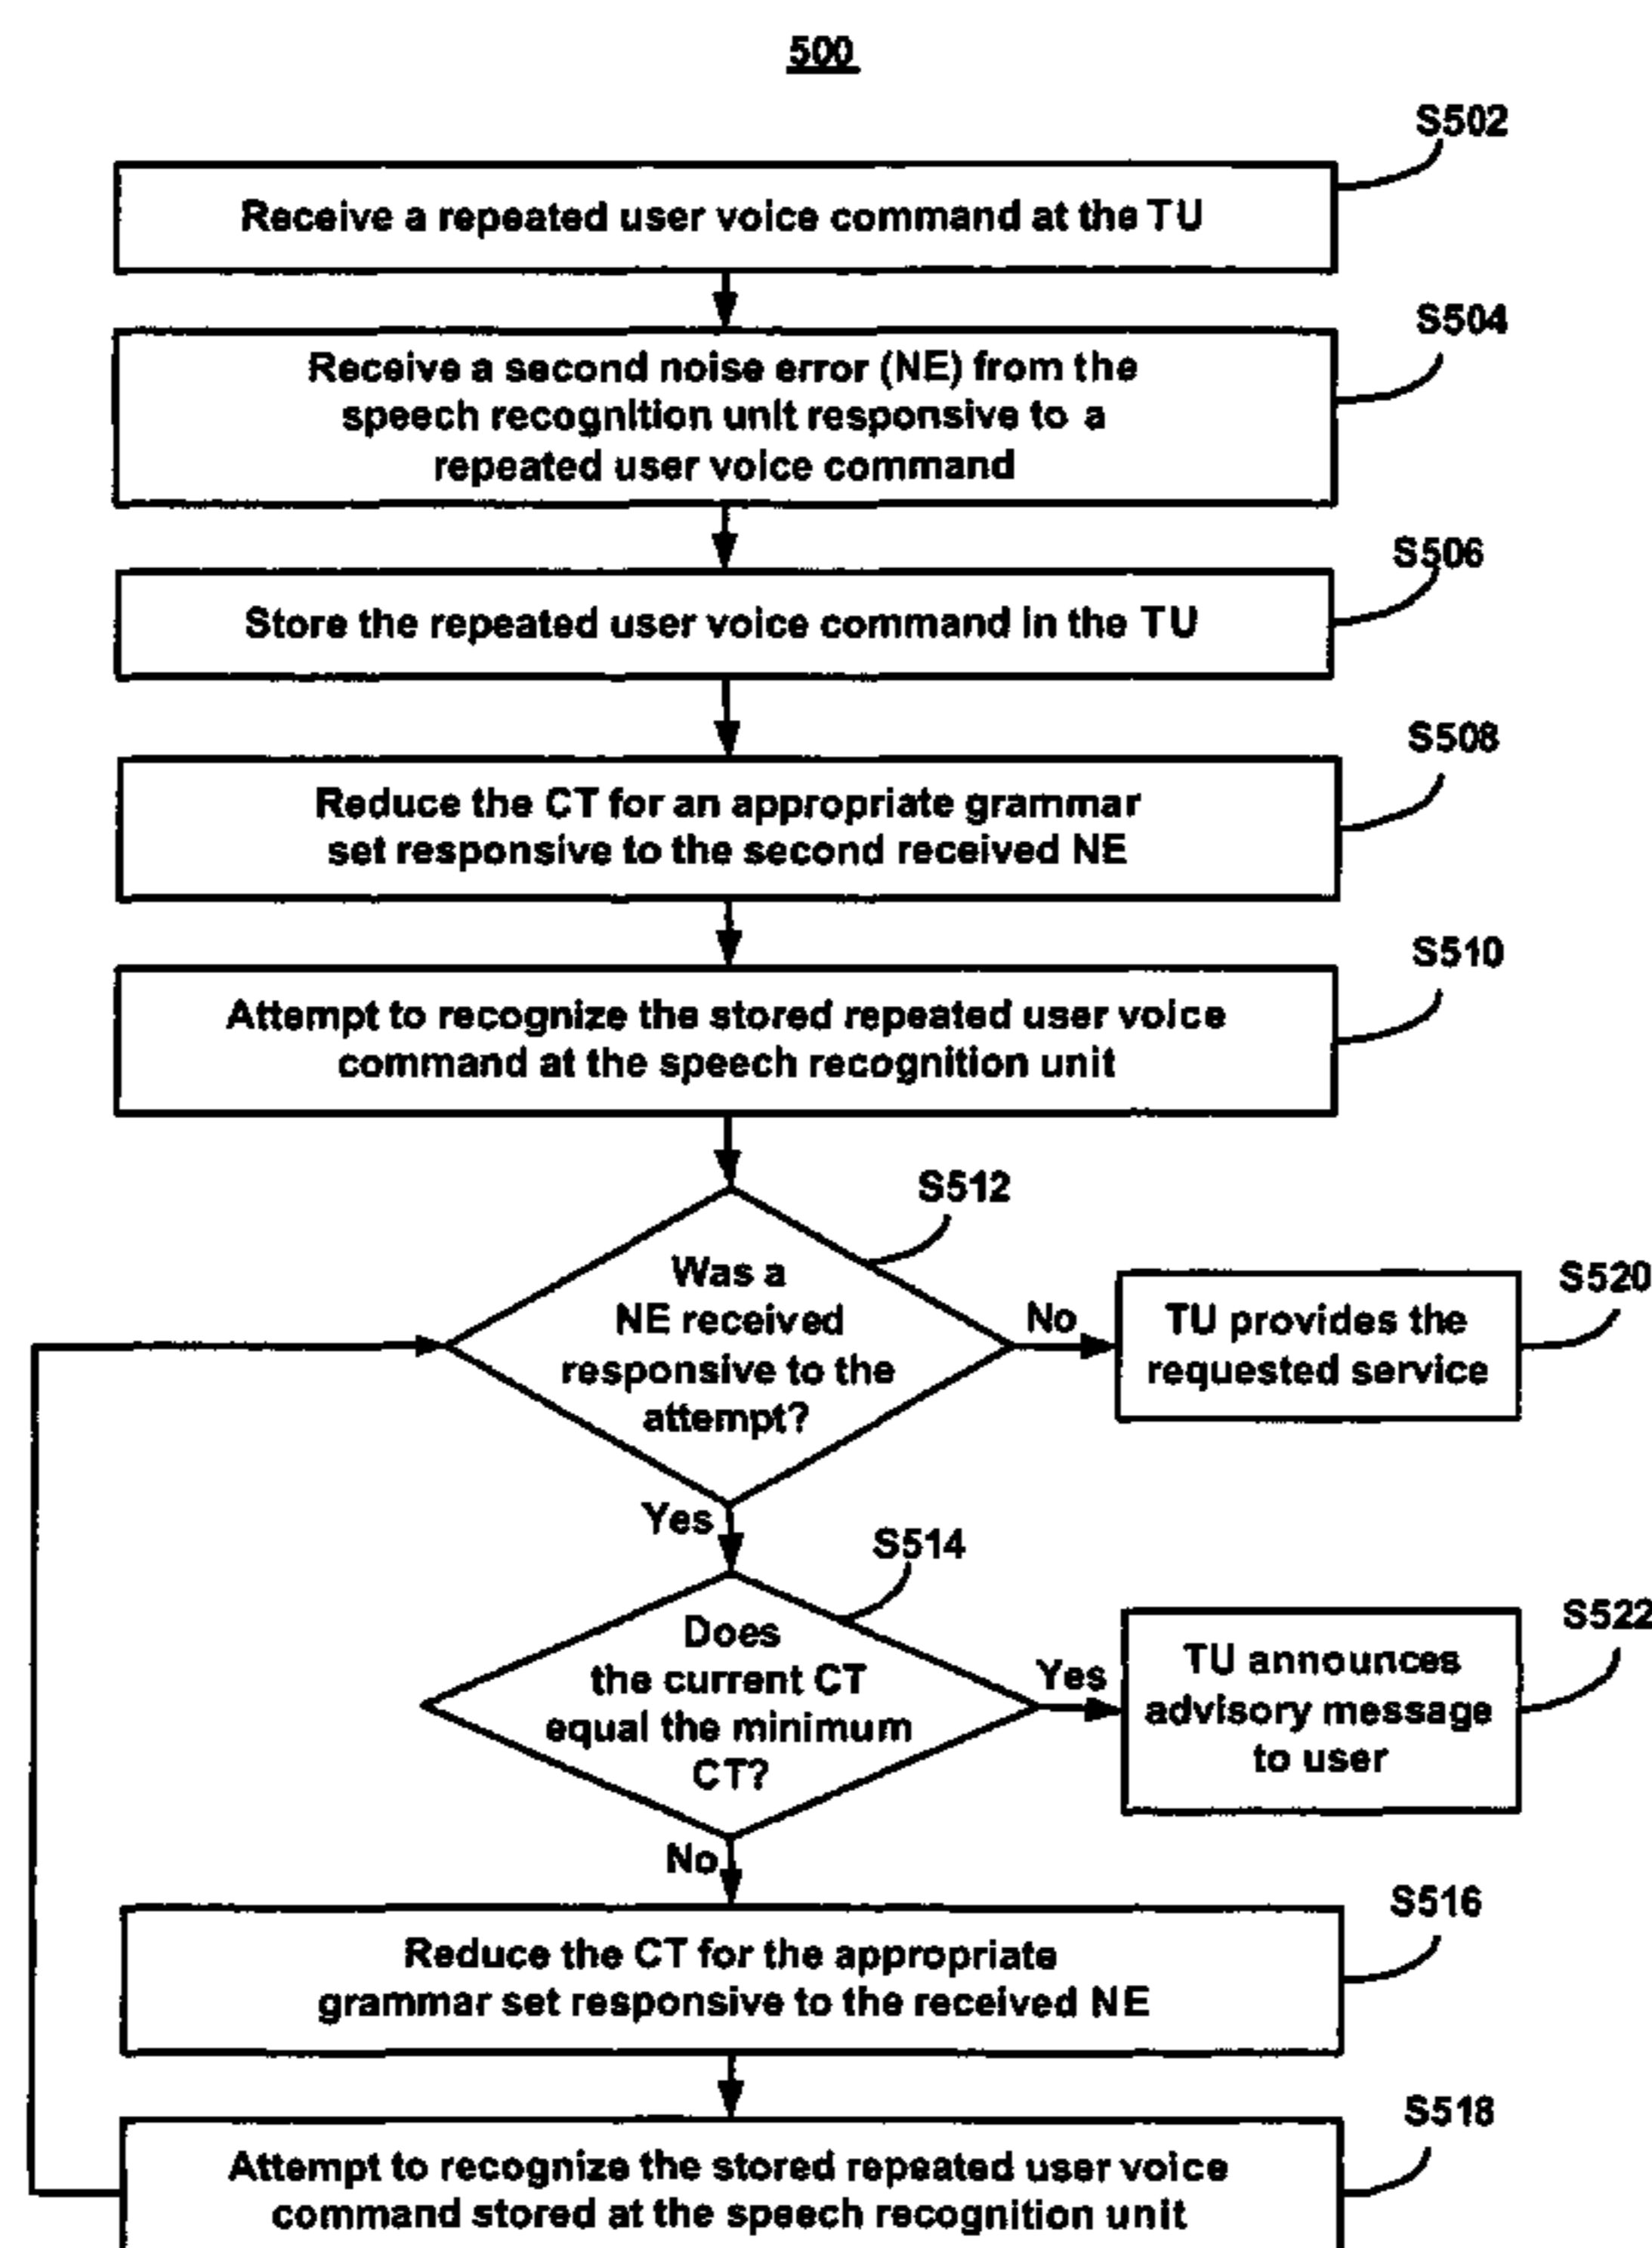 500
S502
Receive a repeated user voice command at the TU
S504
Receive a second noise error (NE) from the
speech recognition unit responsive to a
repeated user voice command
S506
Store the repeated user voice command in the TU
S508
Reduce the CT for an appropriate grammar
set responsive to the second received NE
S510
Attempt to recognize the stored repeated user voice
command at the speech recognition unit
S512
Was a
NE received
responsive to the
attempt?
No
S520
TU provides the
requested service
Yes
S514
Does
the current CT
equal the minimum
CT?
Yes
S522
TU announces
advisory message
to user
No
S516
Reduce the CT for the appropriate
grammar set responsive to the received NE
S518
Attempt to recognize the stored repeated user voice
command stored at the speech recognition unit